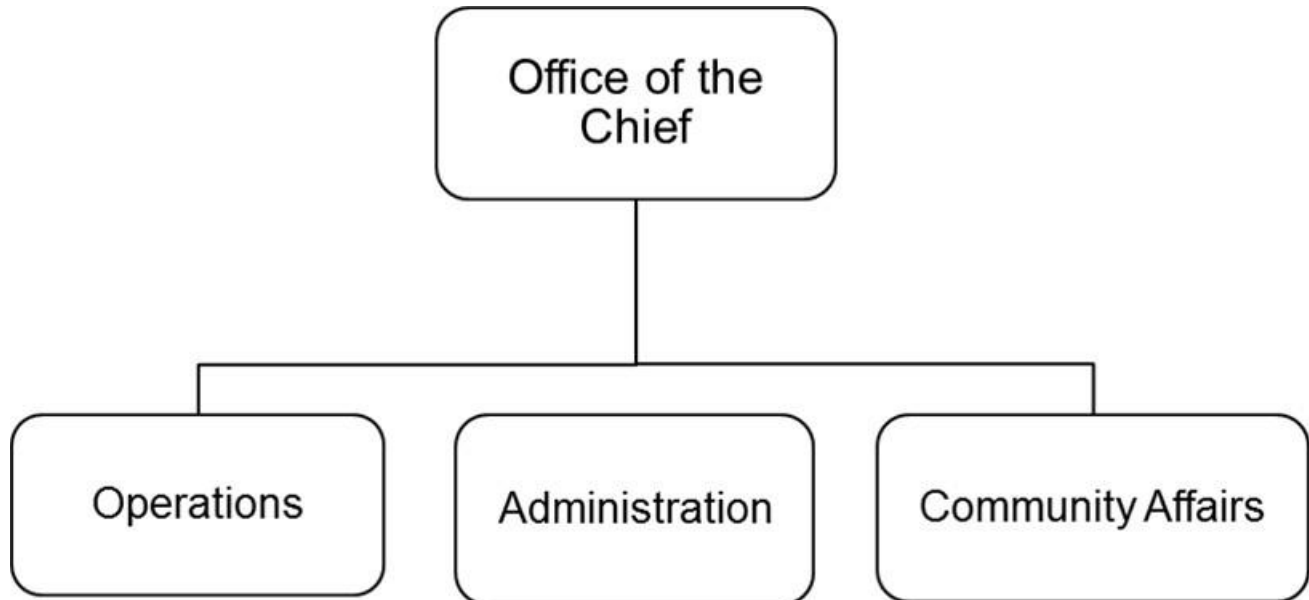 Office of the
Chief
Operations
Administration
Community Affairs